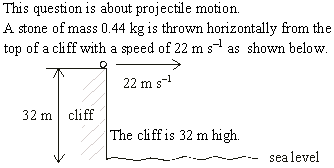 This question is about projectile motion.
A stone of mass 0.44 kg is thrown horizontally from the
top of a cliff with a speed of 22 m s⁻¹ as shown below.
22 m s⁻¹
32 m
cliff
The cliff is 32 m high.
sea level